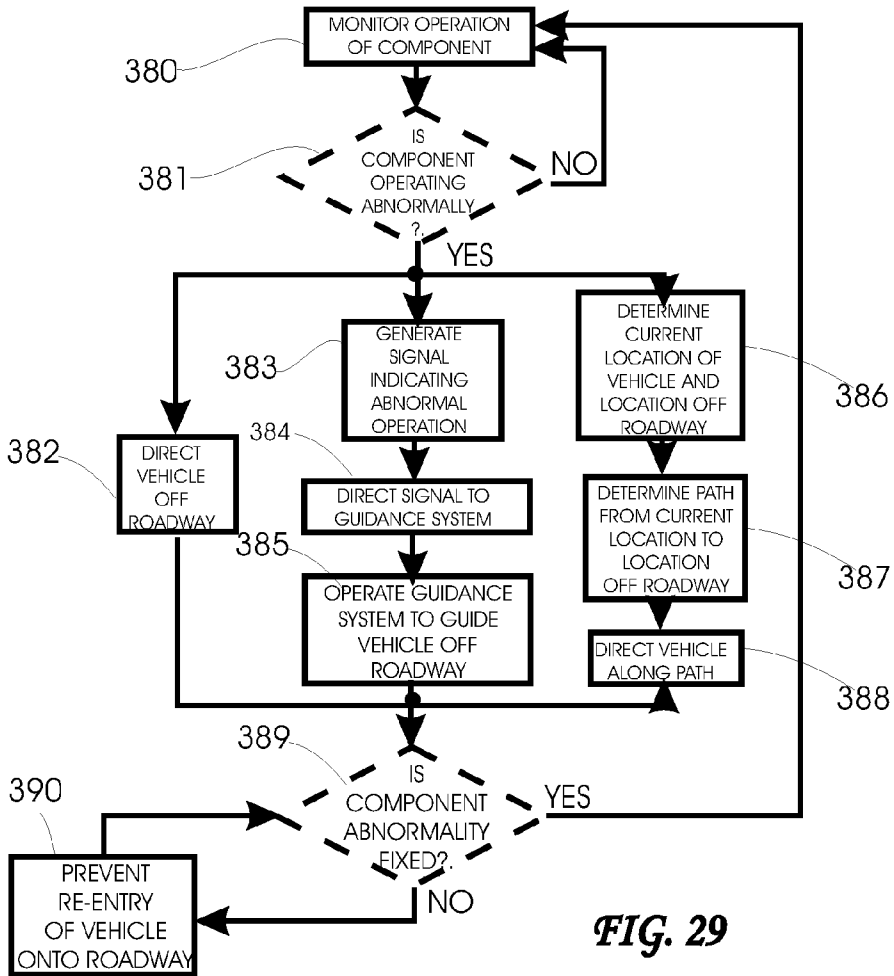 MONITOR OPERATION
OF COMPONENT
380
IS
COMPONENT
OPERATING
ABNORMALLY
?.
381
NO
YES
DIRECT
VEHICLE
OFF
ROADWAY
382
GENERATE
SIGNAL
INDICATING
ABNORMAL
OPERATION
383
384
DIRECT SIGNAL TO
GUIDANCE SYSTEM
385
OPERATE GUIDANCE
SYSTEM TO GUIDE
VEHICLE OFF
ROADWAY
DETERMINE
CURRENT
LOCATION OF
VEHICLE AND
LOCATION OFF
ROADWAY
386
DETERMINE PATH
FROM CURRENT
LOCATION TO
LOCATION
OFF ROADWAY
387
DIRECT VEHICLE
ALONG PATH
388
389
IS
COMPONENT
ABNORMALITY
FIXED?.
YES
NO
390
PREVENT
RE-ENTRY
OF VEHICLE
ONTO ROADWAY
FIG. 29